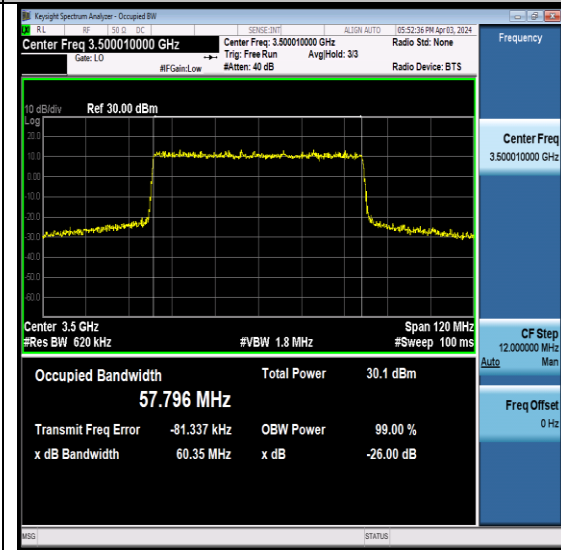 Keysight Spectrum Analyzer - Occupied BW
RL RF 50 Ω DC SENSE:INT ALIGN AUTO 05:52:36 PM Apr 03, 2024
Center Freq 3.500010000 GHz Center Freq: 3.500010000 GHz Radio Std: None Frequency
Gate: LO Trig: Free Run Avg|Hold: 3/3
#IFGain:Low #Atten: 40 dB Radio Device: BTS
10 dB/div Ref 30.00 dBm
Log
20.0
10.0
0.00
-10.0
-20.0
-30.0
-40.0
-50.0
-60.0
Center Freq
3.500010000 GHz
Center 3.5 GHz Span 120 MHz
#Res BW 620 kHz #VBW 1.8 MHz #Sweep 100 ms
CF Step
12.000000 MHz
Auto Man
Occupied Bandwidth Total Power 30.1 dBm
57.796 MHz
Freq Offset
0 Hz
Transmit Freq Error -81.337 kHz OBW Power 99.00 %
x dB Bandwidth 60.35 MHz x dB -26.00 dB
MSG STATUS